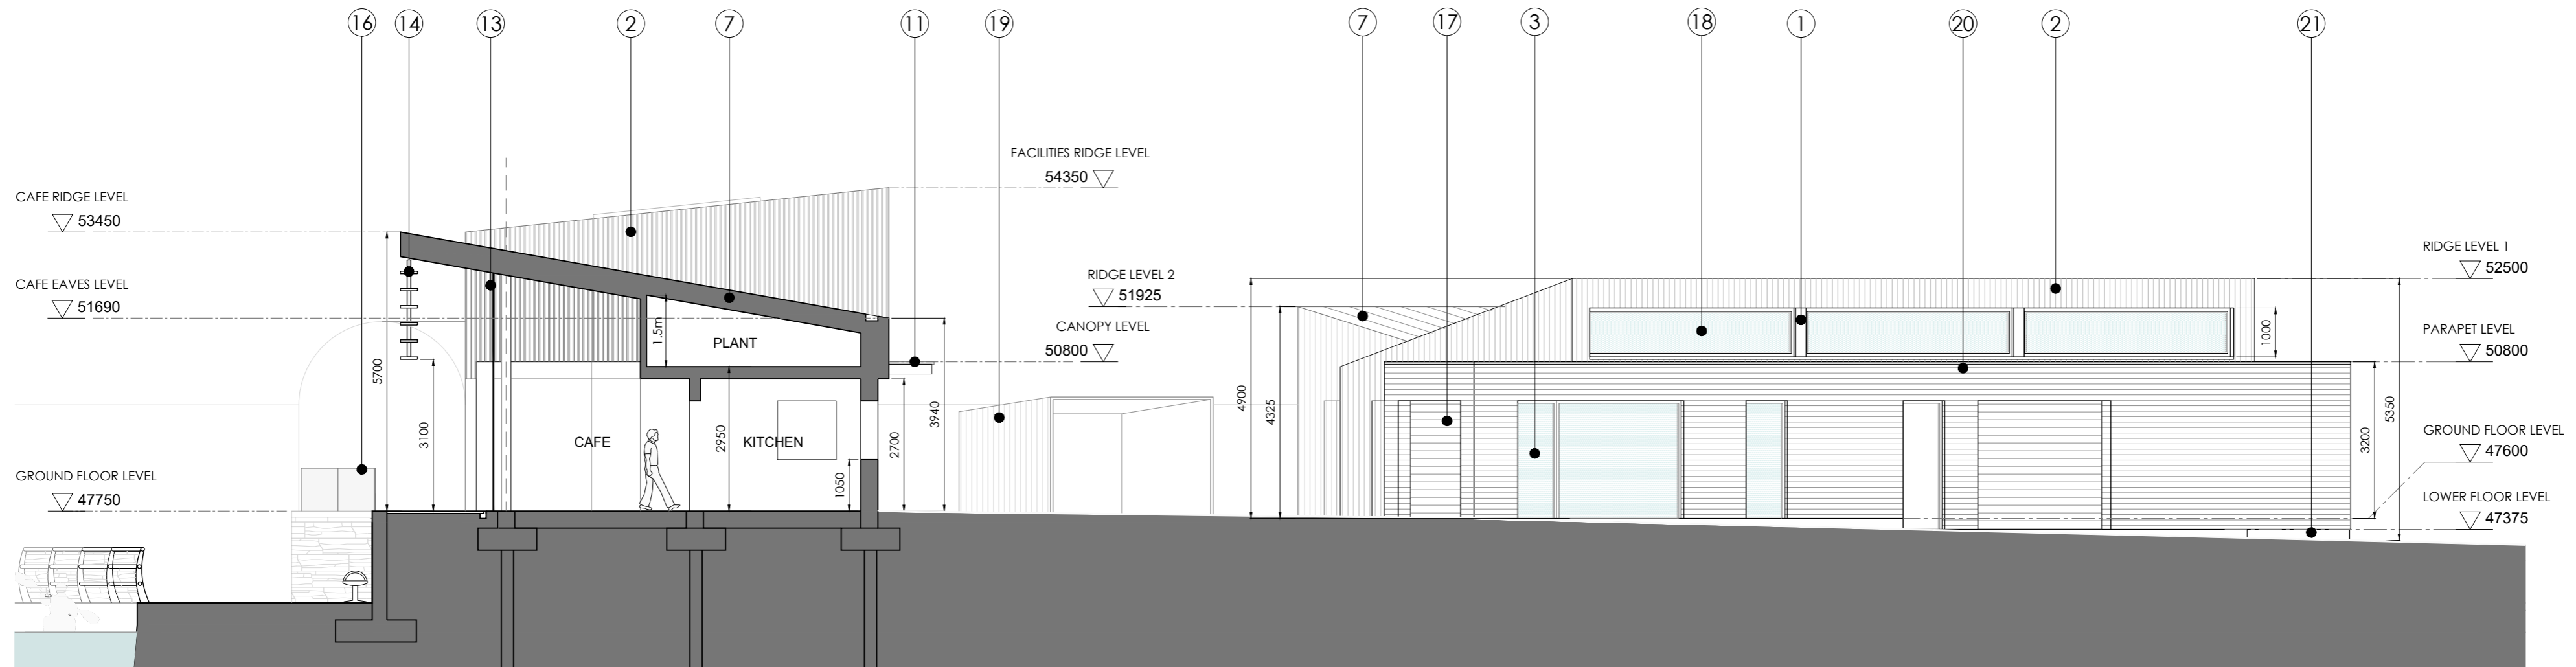 16 14 13 2 7 11 19 7 17 3 18 1 20 2 21
FACILITIES RIDGE LEVEL
54350
CAFE RIDGE LEVEL
53450
RIDGE LEVEL 1
52500
CAFE EAVES LEVEL
51690
RIDGE LEVEL 2
51925
CANOPY LEVEL
50800
PARAPET LEVEL
50800
1.5m
PLANT
1000
5700
3100
CAFE
2950
KITCHEN
1050
2700
3940
4900
4325
3200
5350
GROUND FLOOR LEVEL
47750
GROUND FLOOR LEVEL
47600
LOWER FLOOR LEVEL
47375